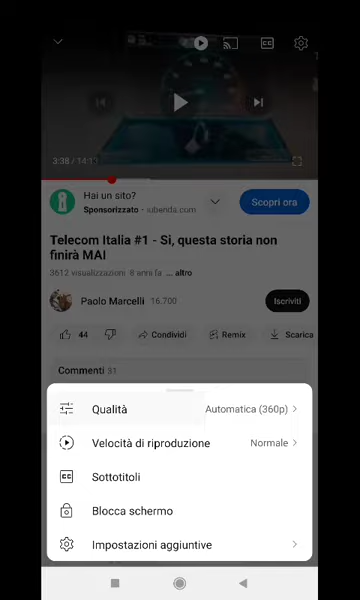 3:38 / 14:13
Hai un sito?
Sponsorizzato · iubenda.com
Scopri ora
Telecom Italia #1 - Si, questa storia non
finirà MAI
3612 visualizzazioni 8 anni fa ... altro
Paolo Marcelli 16.700
Iscriviti
44
Condividi
Remix
Scarica
Commenti 31
Qualità Automatica (360p)
Velocità di riproduzione Normale
Sottotitoli
Blocca schermo
Impostazioni aggiuntive